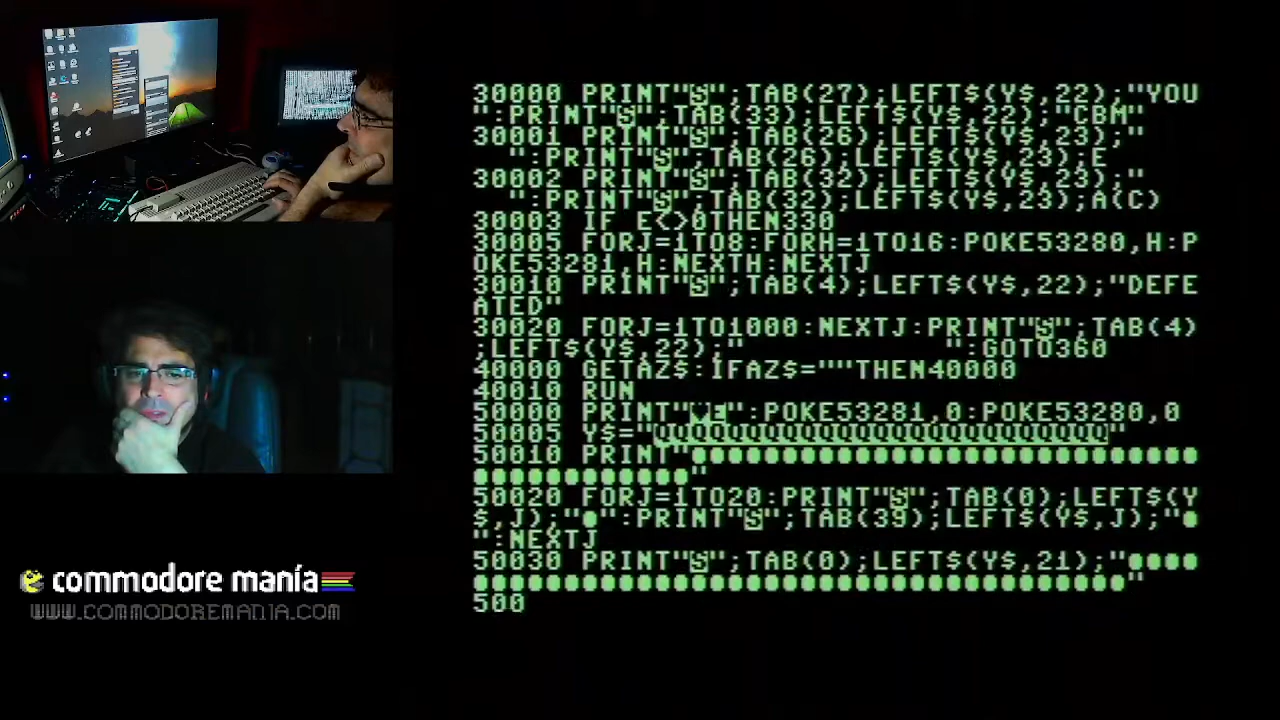 30000 PRINT"S";TAB(27);LEFT$(Y$,22);"YOU
":PRINT"S";TAB(33);LEFT$(Y$,22);"CBM"
30001 PRINT"S";TAB(26);LEFT$(Y$,23);"
":PRINT"S";TAB(26);LEFT$(Y$,23);E
30002 PRINT"S";TAB(32);LEFT$(Y$,23);"
":PRINT"S";TAB(32);LEFT$(Y$,23);A(C)
30003 IF E<>0THEN330
30005 FORJ=1TO8:FORH=1TO16:POKE53280,H:P
OKE53281,H:NEXTH:NEXTJ
30010 PRINT"S";TAB(4);LEFT$(Y$,22);"DEFE
ATED"
30020 FORJ=1TO1000:NEXTJ:PRINT"S";TAB(4)
;LEFT$(Y$,22);"              ":GOTO360
40000 GETAZ$:IFAZ$=""THEN40000
40010 RUN
50000 PRINT"♥E":POKE53281,0:POKE53280,0
50005 Y$="QQQQQQQQQQQQQQQQQQQQQQQQQ"
50010 PRINT"●●●●●●●●●●●●●●●●●●●●●●●●●●●●
●●●●●●●●●●●●"
50020 FORJ=1TO20:PRINT"S";TAB(0);LEFT$(Y
$,J);"●":PRINT"S";TAB(39);LEFT$(Y$,J);"●
":NEXTJ
50030 PRINT"S";TAB(0);LEFT$(Y$,21);"●●●●
●●●●●●●●●●●●●●●●●●●●●●●●●●●●●●●●●●●●"
500
commodore manía
WWW.COMMODOREMANIA.COM